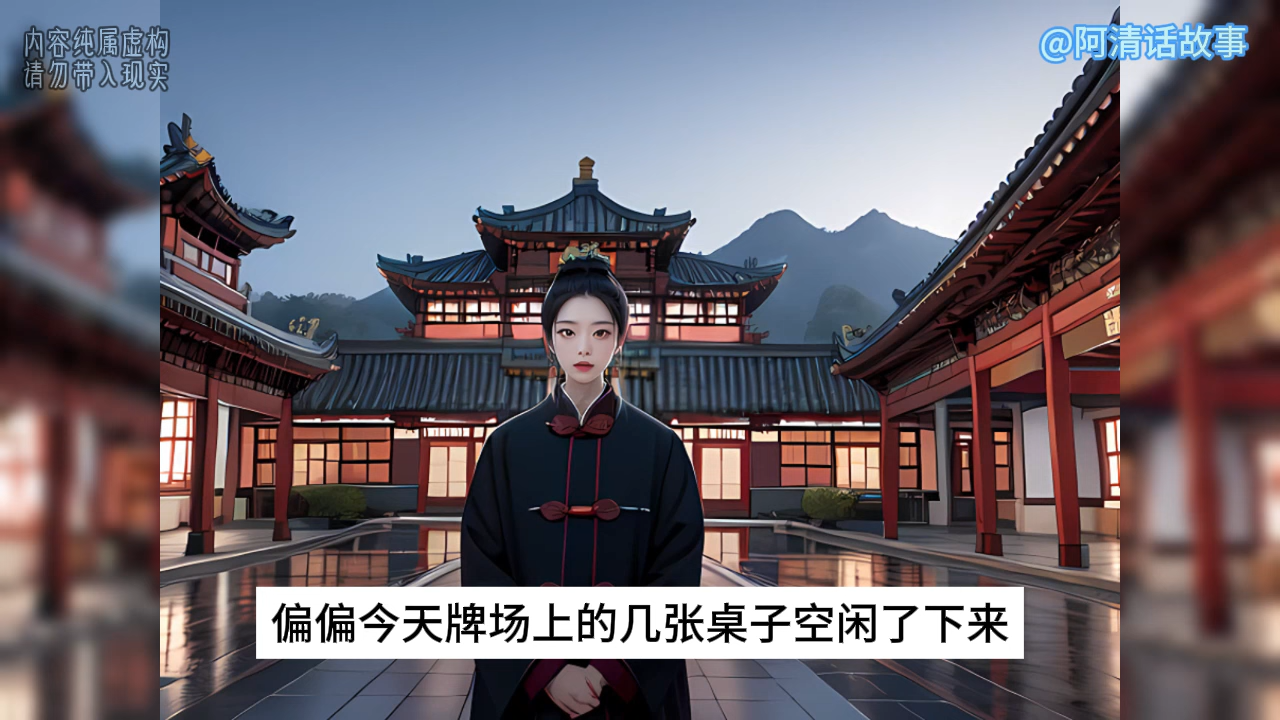 内容纯属虚构
请勿带入现实
@阿清话故事
偏偏今天牌场上的几张桌子空闲了下来